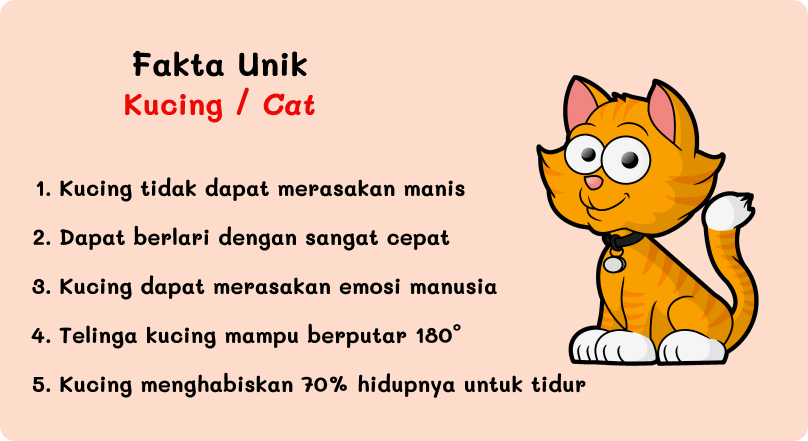 Fakta Unik
Kucing / Cat
1. Kucing tidak dapat merasakan manis
2. Dapat berlari dengan sangat cepat
3. Kucing dapat merasakan emosi manusia
4. Telinga kucing mampu berputar 180°
5. Kucing menghabiskan 70% hidupnya untuk tidur